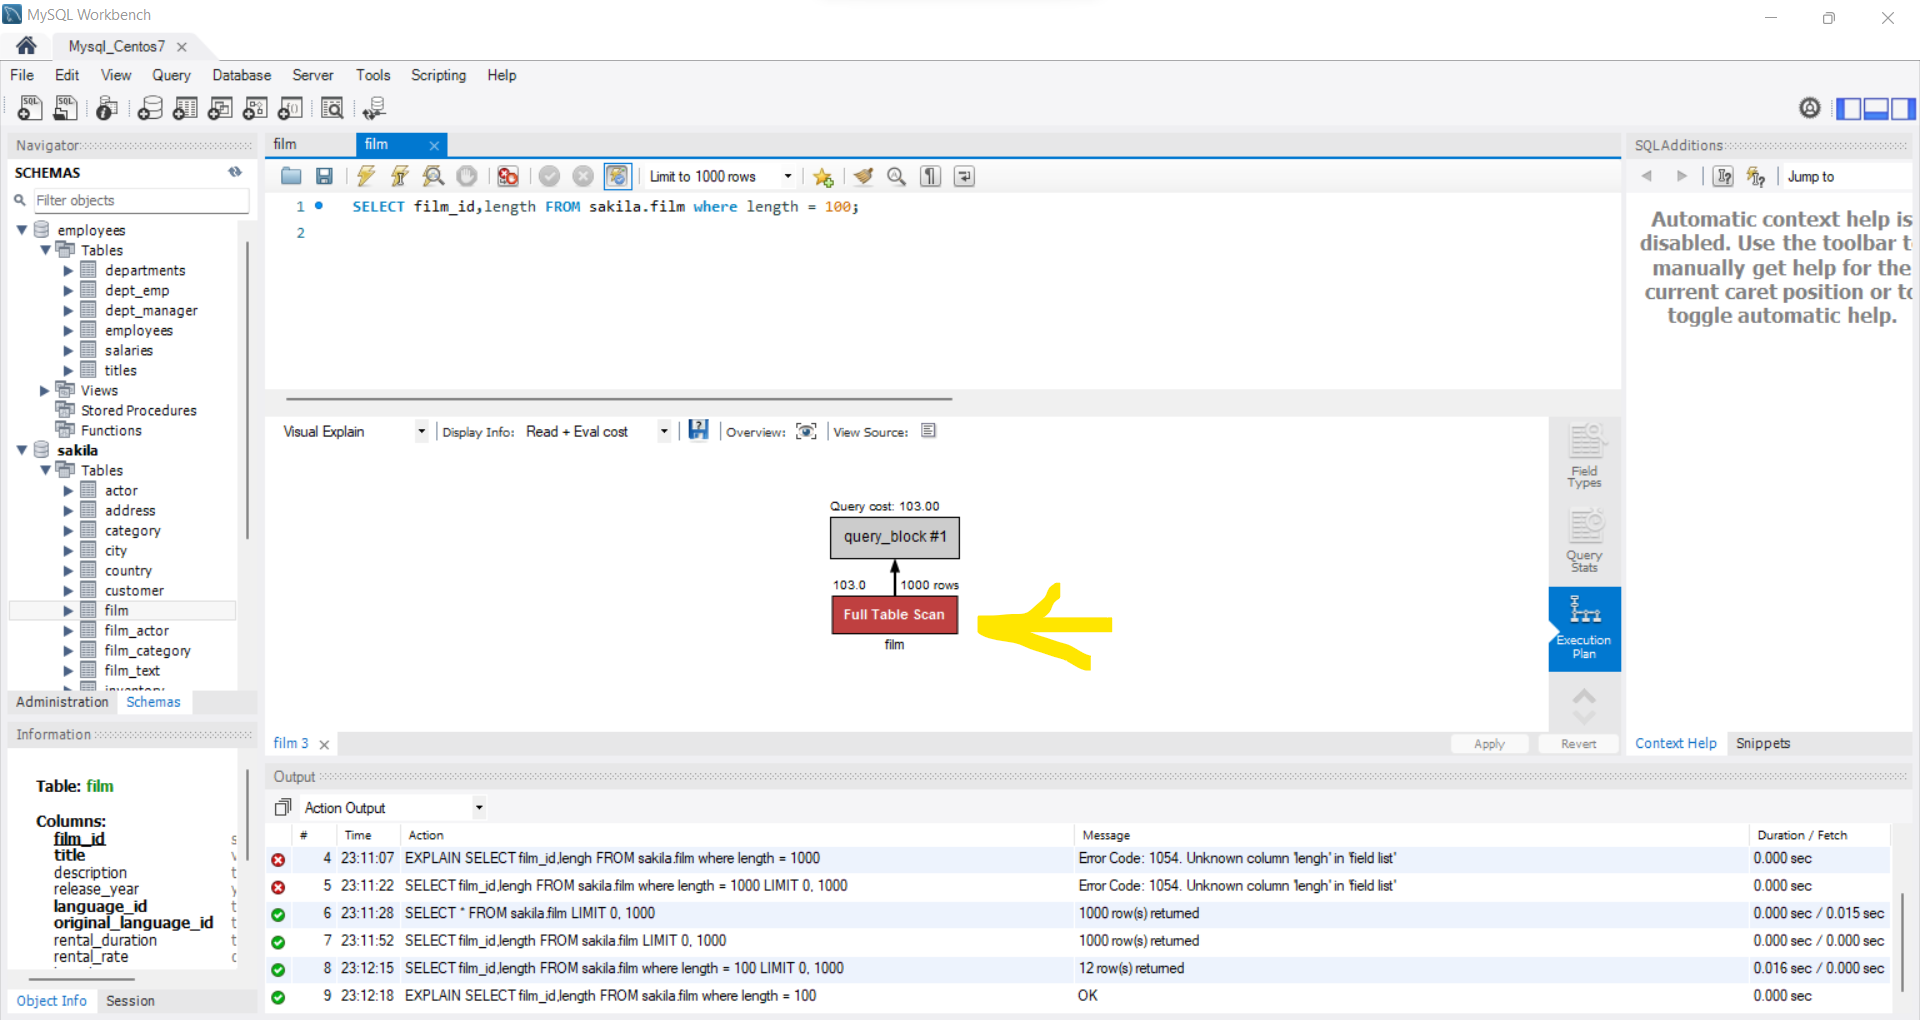 MySQL Workbench
Mysql_Centos7
File Edit View Query Database Server Tools Scripting Help
Navigator
SCHEMAS
Filter objects
employees
Tables
departments
dept_emp
dept_manager
employees
salaries
titles
Views
Stored Procedures
Functions
sakila
Tables
actor
address
category
city
country
customer
film
film_actor
film_category
film_text
inventory
Administration Schemas
Information
Table: film
Columns:
film_id
title
description
release_year
language_id
original_language_id
rental_duration
rental_rate
Object Info Session
film film
Limit to 1000 rows
1 SELECT film_id,length FROM sakila.film where length = 100;
2
Visual Explain Display Info: Read + Eval cost Overview: View Source:
Query cost: 103.00
query_block #1
103.0 1000 rows
Full Table Scan
film
Field
Types
Query
Stats
Execution
Plan
film 3 Apply Revert
SQLAdditions
Jump to
Automatic context help is
disabled. Use the toolbar t
manually get help for the
current caret position or to
toggle automatic help.
Context Help Snippets
Output
Action Output
# Time Action Message Duration / Fetch
4 23:11:07 EXPLAIN SELECT film_id,lengh FROM sakila.film where length = 1000 Error Code: 1054. Unknown column 'lengh' in 'field list' 0.000 sec
5 23:11:22 SELECT film_id,lengh FROM sakila.film where length = 1000 LIMIT 0, 1000 Error Code: 1054. Unknown column 'lengh' in 'field list' 0.000 sec
6 23:11:28 SELECT * FROM sakila.film LIMIT 0, 1000 1000 row(s) returned 0.000 sec / 0.015 sec
7 23:11:52 SELECT film_id,length FROM sakila.film LIMIT 0, 1000 1000 row(s) returned 0.000 sec / 0.000 sec
8 23:12:15 SELECT film_id,length FROM sakila.film where length = 100 LIMIT 0, 1000 12 row(s) returned 0.016 sec / 0.000 sec
9 23:12:18 EXPLAIN SELECT film_id,length FROM sakila.film where length = 100 OK 0.000 sec